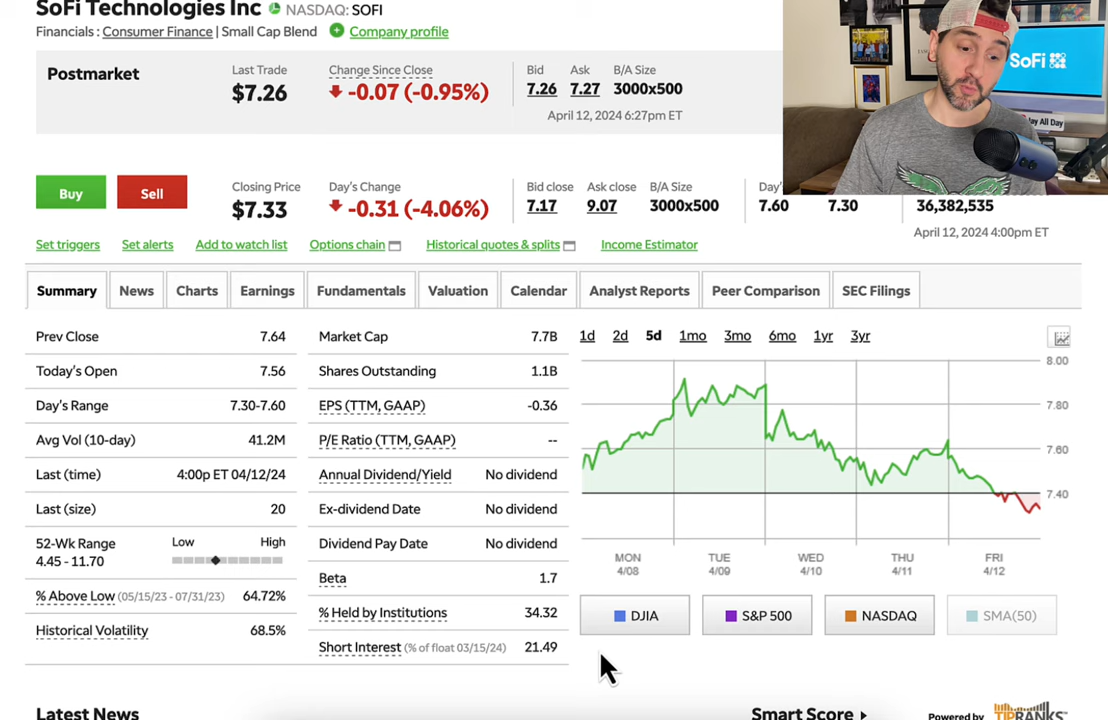 SoFi Technologies Inc NASDAQ: SOFI
Financials : Consumer Finance | Small Cap Blend Company profile
Postmarket
Last Trade
$7.26
Change Since Close
-0.07 (-0.95%)
Bid Ask B/A Size
7.26 7.27 3000x500
April 12, 2024 6:27pm ET
SoFi
Day
Buy
Sell
Closing Price
$7.33
Day's Change
-0.31 (-4.06%)
Bid close Ask close B/A Size
7.17 9.07 3000x500
7.60 7.30
36,382,535
April 12, 2024 4:00pm ET
Set triggers Set alerts Add to watch list Options chain Historical quotes & splits Income Estimator
Summary News Charts Earnings Fundamentals Valuation Calendar Analyst Reports Peer Comparison SEC Filings
Prev Close 7.64
Today's Open 7.56
Day's Range 7.30-7.60
Avg Vol (10-day) 41.2M
Last (time) 4:00p ET 04/12/24
Last (size) 20
52-Wk Range Low High
4.45 - 11.70
% Above Low (05/15/23 - 07/31/23) 64.72%
Historical Volatility 68.5%
Market Cap 7.7B
Shares Outstanding 1.1B
EPS (TTM, GAAP) -0.36
P/E Ratio (TTM, GAAP) --
Annual Dividend/Yield No dividend
Ex-dividend Date No dividend
Dividend Pay Date No dividend
Beta 1.7
% Held by Institutions 34.32
Short Interest (% of float 03/15/24) 21.49
1d 2d 5d 1mo 3mo 6mo 1yr 3yr
8.00
7.80
7.60
7.40
MON TUE WED THU FRI
4/08 4/09 4/10 4/11 4/12
DJIA S&P 500 NASDAQ SMA(50)
Latest News
Smart Score
Powered by TIPRANKS